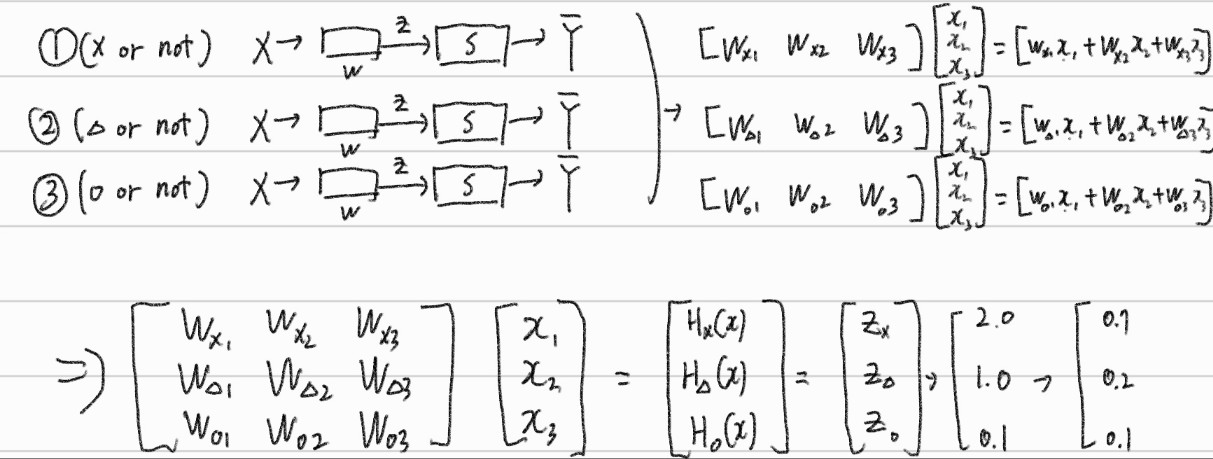 ① (x or not) X → □ z → S → Ȳ [Wx1 Wx2 Wx3] [x1 x2 x3] = [wx1x1 + Wx2x2 + Wx3x3]
w
② (△ or not) X → □ z → S → Ȳ → [W△1 W△2 W△3] [x1 x2 x3] = [w△1x1 + W△2x2 + W△3x3]
w
③ (o or not) X → □ z → S → Ȳ [Wo1 Wo2 Wo3] [x1 x2 x3] = [wo1x1 + Wo2x2 + Wo3x3]
w
Wx1 Wx2 Wx3 x1 Hx(x) Zx 2.0 0.7
⇒ W△1 W△2 W△3 x2 = H△(x) = Z△ → 1.0 → 0.2
Wo1 Wo2 Wo3 x3 Ho(x) Zo 0.1 0.1